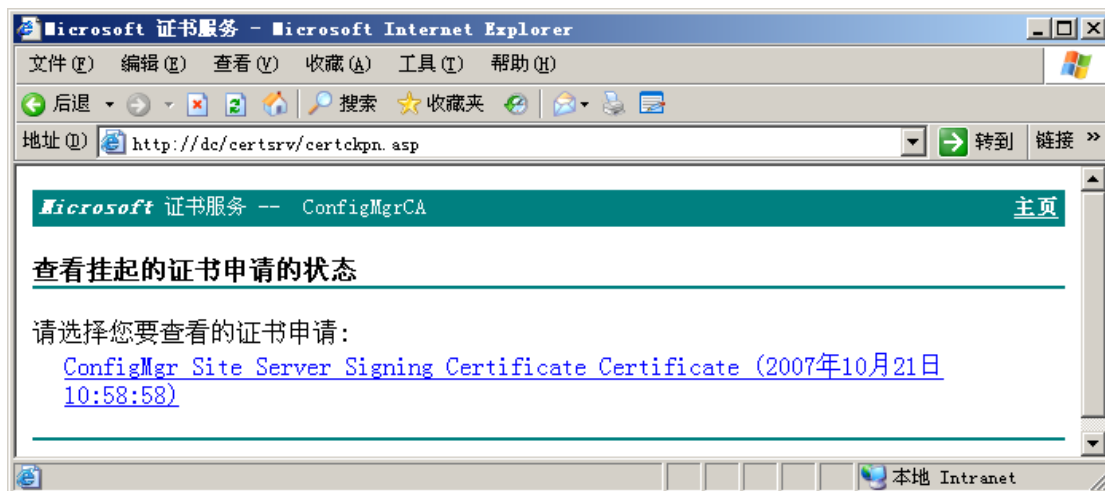 Microsoft 证书服务 - Microsoft Internet Explorer
文件(F) 编辑(E) 查看(V) 收藏(A) 工具(T) 帮助(H)
后退 搜索 收藏夹
地址(D) http://dc/certsrv/certckpn.asp 转到 链接 »
Microsoft 证书服务 -- ConfigMgrCA 主页
查看挂起的证书申请的状态
请选择您要查看的证书申请:
ConfigMgr Site Server Signing Certificate Certificate (2007年10月21日
10:58:58)
本地 Intranet